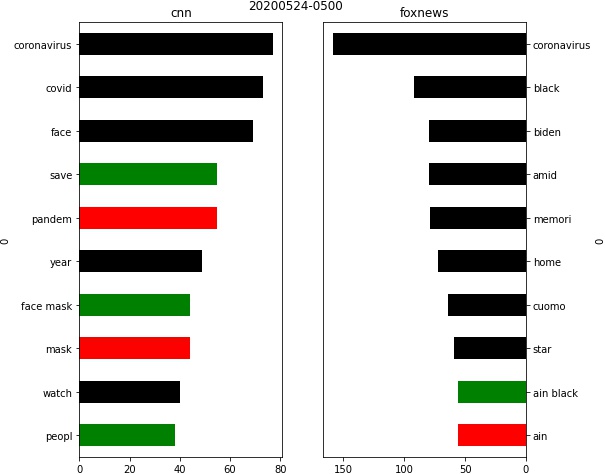 20200524-0500
cnn
foxnews
coronavirus
covid
face
save
pandem
year
face mask
mask
watch
peopl
0
0 20 40 60 80
coronavirus
black
biden
amid
memori
home
cuomo
star
ain black
ain
0
150 100 50 0